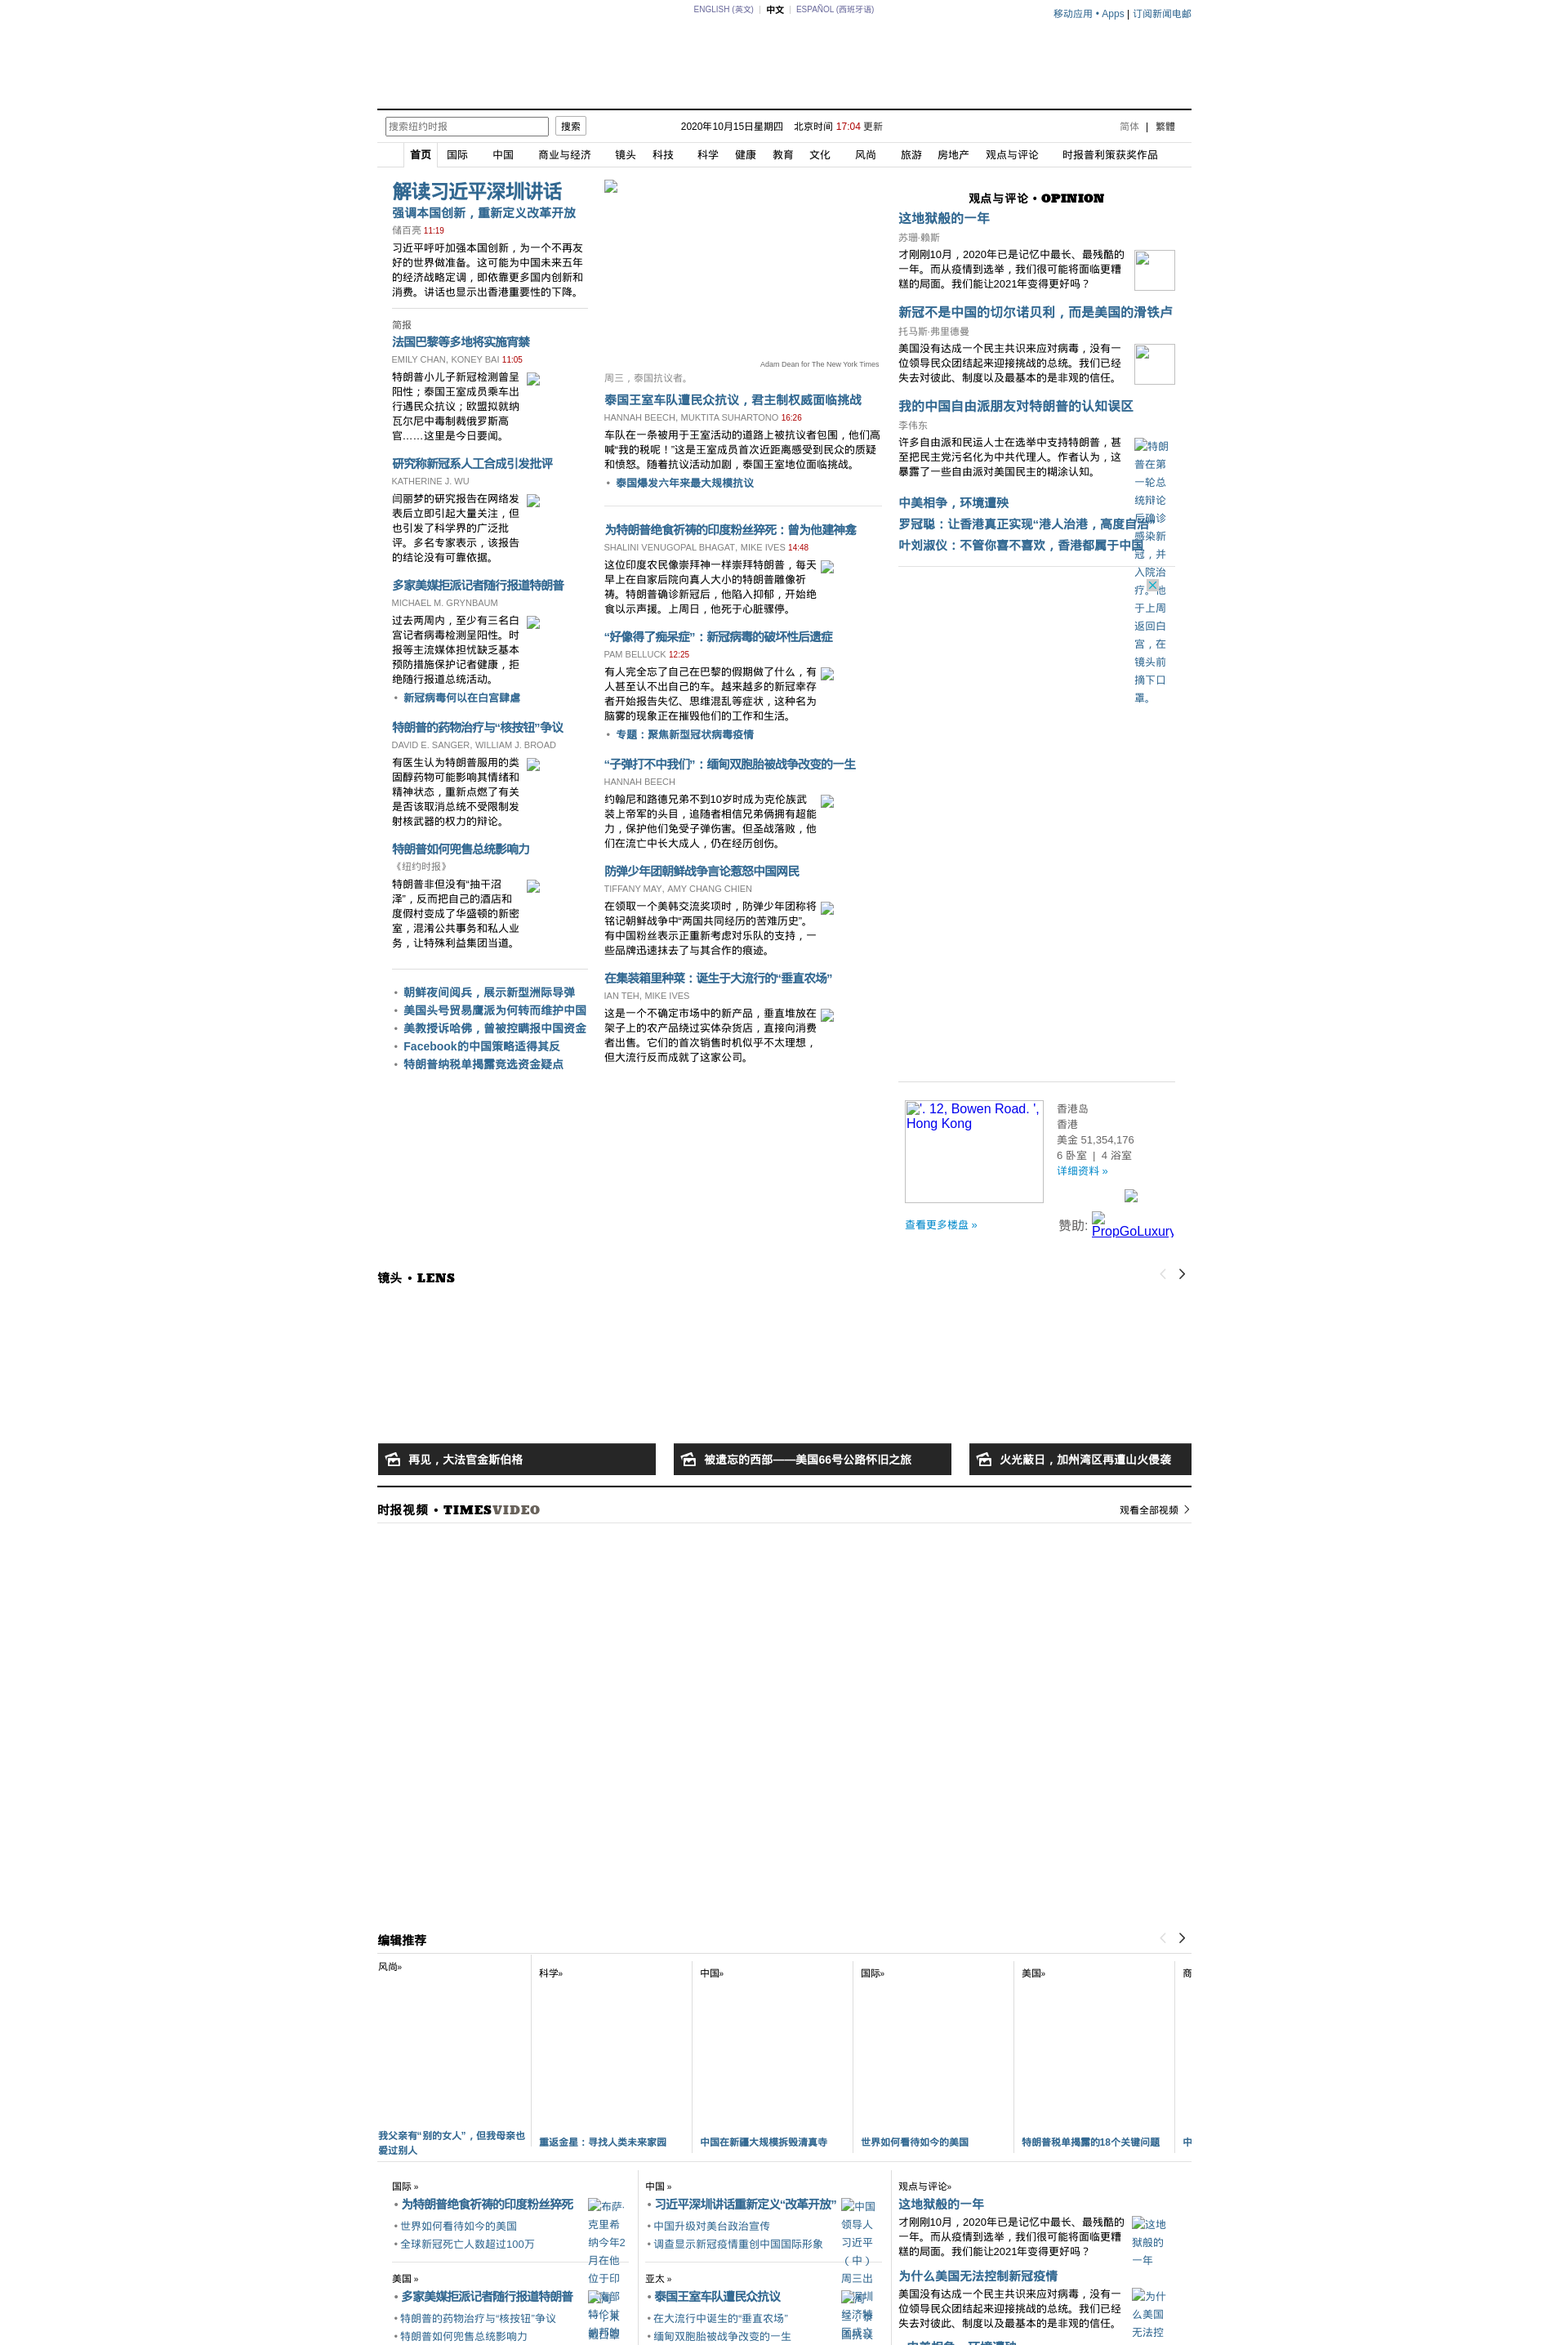 ENGLISH (英文) | 中文 | ESPAÑOL (西班牙语)
移动应用 • Apps | 订阅新闻电邮
搜索纽约时报 搜索 2020年10月15日星期四 北京时间 17:04 更新 简体 | 繁體
首页 国际 中国 商业与经济 镜头 科技 科学 健康 教育 文化 风尚 旅游 房地产 观点与评论 时报普利策获奖作品
解读习近平深圳讲话
强调本国创新，重新定义改革开放
储百亮 11:19
习近平呼吁加强本国创新，为一个不再友
好的世界做准备。这可能为中国未来五年
的经济战略定调，即依靠更多国内创新和
消费。讲话也显示出香港重要性的下降。
简报
法国巴黎等多地将实施宵禁
EMILY CHAN, KONEY BAI 11:05
特朗普小儿子新冠检测曾呈
阳性；泰国王室成员乘车出
行遇民众抗议；欧盟拟就纳
瓦尔尼中毒制裁俄罗斯高
官……这里是今日要闻。
研究称新冠系人工合成引发批评
KATHERINE J. WU
闫丽梦的研究报告在网络发
表后立即引起大量关注，但
也引发了科学界的广泛批
评。多名专家表示，该报告
的结论没有可靠依据。
多家美媒拒派记者随行报道特朗普
MICHAEL M. GRYNBAUM
过去两周内，至少有三名白
宫记者病毒检测呈阳性。时
报等主流媒体担忧缺乏基本
预防措施保护记者健康，拒
绝随行报道总统活动。
• 新冠病毒何以在白宫肆虐
特朗普的药物治疗与“核按钮”争议
DAVID E. SANGER, WILLIAM J. BROAD
有医生认为特朗普服用的类
固醇药物可能影响其情绪和
精神状态，重新点燃了有关
是否该取消总统不受限制发
射核武器的权力的辩论。
特朗普如何兜售总统影响力
《纽约时报》
特朗普非但没有“抽干沼
泽”，反而把自己的酒店和
度假村变成了华盛顿的新密
室，混淆公共事务和私人业
务，让特殊利益集团当道。
• 朝鲜夜间阅兵，展示新型洲际导弹
• 美国头号贸易鹰派为何转而维护中国
• 美教授诉哈佛，曾被控瞒报中国资金
• Facebook的中国策略适得其反
• 特朗普纳税单揭露竞选资金疑点
Adam Dean for The New York Times
周三，泰国抗议者。
泰国王室车队遭民众抗议，君主制权威面临挑战
HANNAH BEECH, MUKTITA SUHARTONO 16:26
车队在一条被用于王室活动的道路上被抗议者包围，他们高
喊“我的税呢！”这是王室成员首次近距离感受到民众的质疑
和愤怒。随着抗议活动加剧，泰国王室地位面临挑战。
• 泰国爆发六年来最大规模抗议
为特朗普绝食祈祷的印度粉丝猝死：曾为他建神龛
SHALINI VENUGOPAL BHAGAT, MIKE IVES 14:48
这位印度农民像崇拜神一样崇拜特朗普，每天
早上在自家后院向真人大小的特朗普雕像祈
祷。特朗普确诊新冠后，他陷入抑郁，开始绝
食以示声援。上周日，他死于心脏骤停。
“好像得了痴呆症”：新冠病毒的破坏性后遗症
PAM BELLUCK 12:25
有人完全忘了自己在巴黎的假期做了什么，有
人甚至认不出自己的车。越来越多的新冠幸存
者开始报告失忆、思维混乱等症状，这种名为
脑雾的现象正在摧毁他们的工作和生活。
• 专题：聚焦新型冠状病毒疫情
“子弹打不中我们”：缅甸双胞胎被战争改变的一生
HANNAH BEECH
约翰尼和路德兄弟不到10岁时成为克伦族武
装上帝军的头目，追随者相信兄弟俩拥有超能
力，保护他们免受子弹伤害。但圣战落败，他
们在流亡中长大成人，仍在经历创伤。
防弹少年团朝鲜战争言论惹怒中国网民
TIFFANY MAY, AMY CHANG CHIEN
在领取一个美韩交流奖项时，防弹少年团称将
铭记朝鲜战争中“两国共同经历的苦难历史”。
有中国粉丝表示正重新考虑对乐队的支持，一
些品牌迅速抹去了与其合作的痕迹。
在集装箱里种菜：诞生于大流行的“垂直农场”
IAN TEH, MIKE IVES
这是一个不确定市场中的新产品，垂直堆放在
架子上的农产品绕过实体杂货店，直接向消费
者出售。它们的首次销售时机似乎不太理想，
但大流行反而成就了这家公司。
观点与评论 • OPINION
这地狱般的一年
苏珊·赖斯
才刚刚10月，2020年已是记忆中最长、最残酷的
一年。而从疫情到选举，我们很可能将面临更糟
糕的局面。我们能让2021年变得更好吗？
新冠不是中国的切尔诺贝利，而是美国的滑铁卢
托马斯·弗里德曼
美国没有达成一个民主共识来应对病毒，没有一
位领导民众团结起来迎接挑战的总统。我们已经
失去对彼此、制度以及最基本的是非观的信任。
我的中国自由派朋友对特朗普的认知误区
李伟东
许多自由派和民运人士在选举中支持特朗普，甚
至把民主党污名化为中共代理人。作者认为，这
暴露了一些自由派对美国民主的糊涂认知。
特朗
普在第
一轮总
统辩论
后确诊
感染新
冠，并
入院治
疗。他
于上周
返回白
宫，在
镜头前
摘下口
罩。
中美相争，环境遭殃
罗冠聪：让香港真正实现“港人治港，高度自治”
叶刘淑仪：不管你喜不喜欢，香港都属于中国
'. 12, Bowen Road. ',
Hong Kong
香港岛
香港
美金 51,354,176
6 卧室 | 4 浴室
详细资料 »
查看更多楼盘 »
赞助: PropGoLuxury
镜头 • LENS
再见，大法官金斯伯格
被遗忘的西部——美国66号公路怀旧之旅
火光蔽日，加州湾区再遭山火侵袭
时报视频 • TIMESVIDEO
观看全部视频
编辑推荐
风尚»
我父亲有“别的女人”，但我母亲也
爱过别人
科学»
重返金星：寻找人类未来家园
中国»
中国在新疆大规模拆毁清真寺
国际»
世界如何看待如今的美国
美国»
特朗普税单揭露的18个关键问题
商
中
国际 »
• 为特朗普绝食祈祷的印度粉丝猝死
• 世界如何看待如今的美国
• 全球新冠死亡人数超过100万
布萨·
克里希
纳今年2
月在他
位于印
美国 »
• 多家美媒拒派记者随行报道特朗普
• 特朗普的药物治疗与“核按钮”争议
• 特朗普如何兜售总统影响力
中国 »
• 习近平深圳讲话重新定义“改革开放”
• 中国升级对美台政治宣传
• 调查显示新冠疫情重创中国国际形象
中国
领导人
习近平
（中）
周三出
亚太 »
• 泰国王室车队遭民众抗议
• 在大流行中诞生的“垂直农场”
• 缅甸双胞胎被战争改变的一生
观点与评论»
这地狱般的一年
才刚刚10月，2020年已是记忆中最长、最残酷的
一年。而从疫情到选举，我们很可能将面临更糟
糕的局面。我们能让2021年变得更好吗？
这地
狱般的
一年
为什么美国无法控制新冠疫情
美国没有达成一个民主共识来应对病毒，没有一
位领导民众团结起来迎接挑战的总统。我们已经
失去对彼此、制度以及最基本的是非观的信任。
为什
么美国
无法控